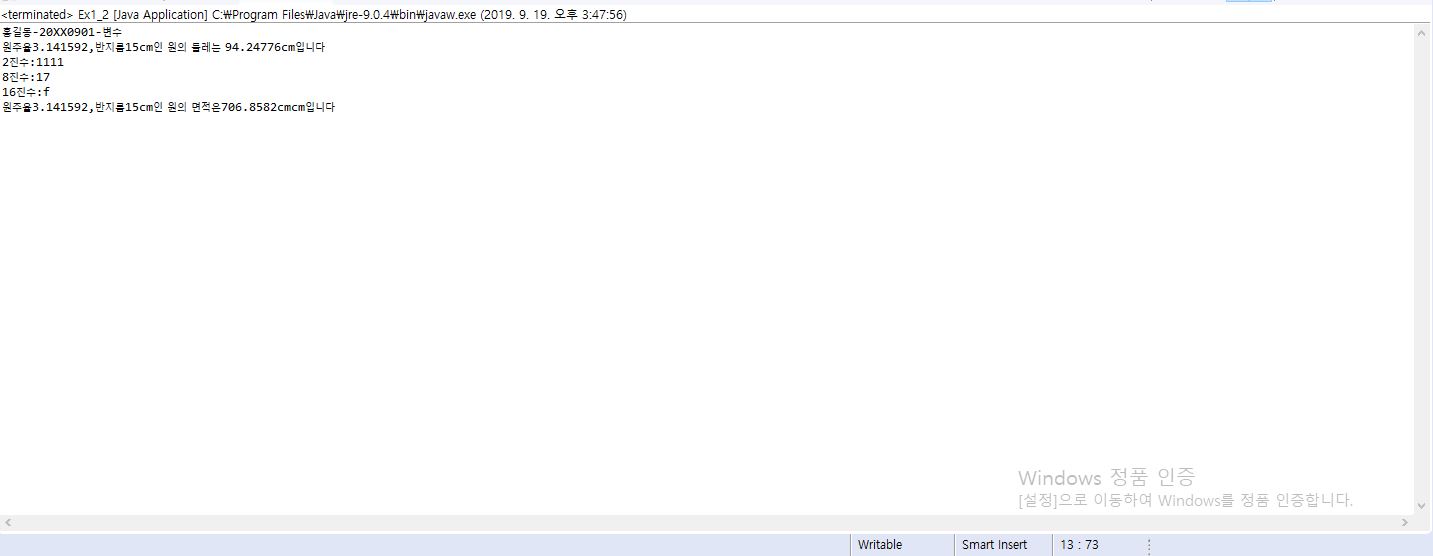 <terminated> Ex1_2 [Java Application] C:₩Program Files₩Java₩jre-9.0.4₩bin₩javaw.exe (2019. 9. 19. 오후 3:47:56)
홍길동-20XX0901-변수
원주율3.141592,반지름15cm인 원의 둘레는 94.24776cm입니다
2진수:1111
8진수:17
16진수:f
원주율3.141592,반지름15cm인 원의 면적은706.8582cmcm입니다
Windows 정품 인증
[설정]으로 이동하여 Windows를 정품 인증합니다.
Writable Smart Insert 13 : 73